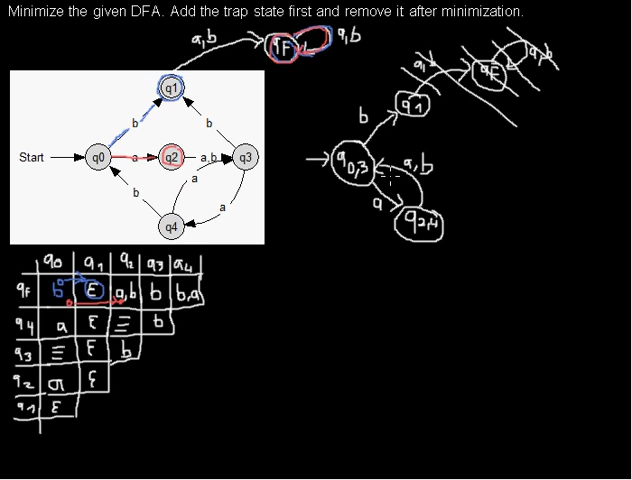 Minimize the given DFA. Add the trap state first and remove it after minimization.
a,b
qF
a,b
q1
b
b
Start
q0
a
q2
a,b
q3
a
b
a
q4
a,b
qF
a,b
q1
b
q0,3
a,b
a
q2,4
q0 q1 q2 q3 q4
qF b ε a,b b b,a
q4 a ε ≡ b
q3 ≡ ε b
q2 a ε
q1 ε